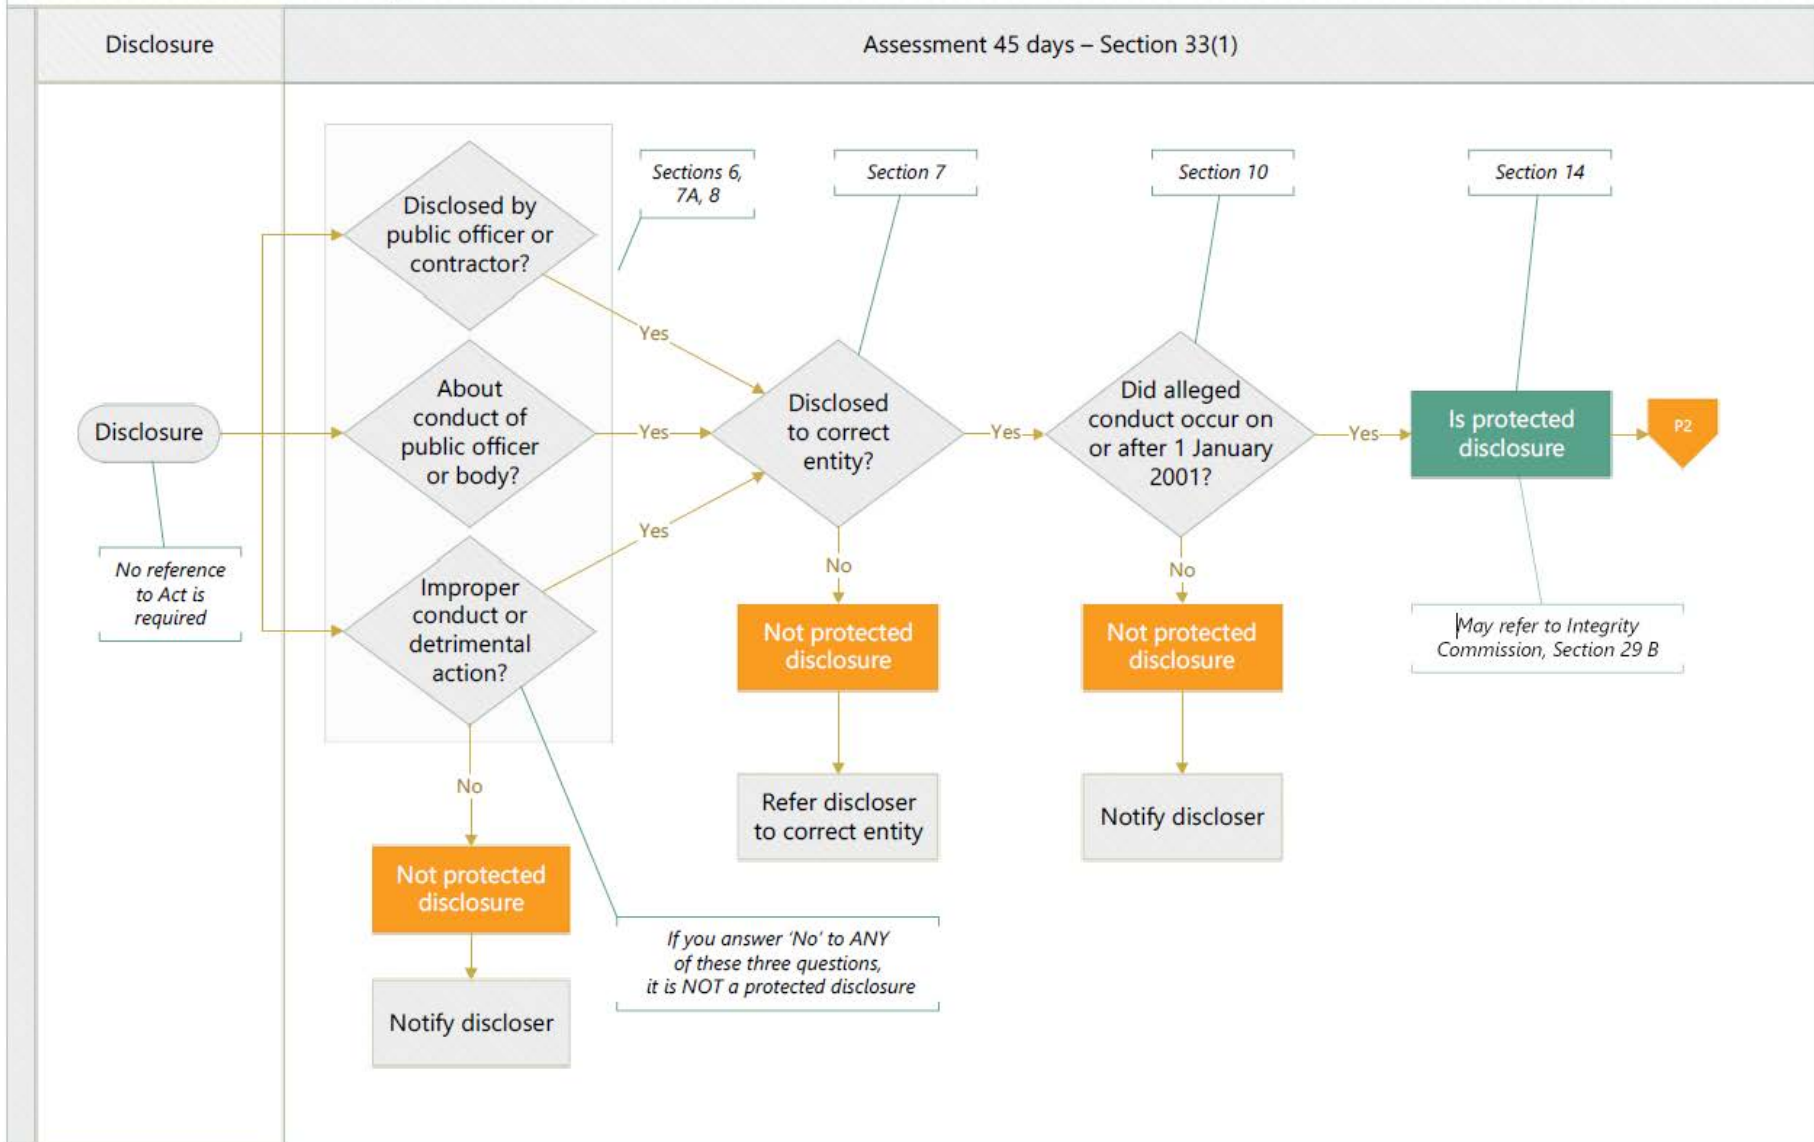 Disclosure
Assessment 45 days – Section 33(1)
Disclosed by
public officer or
contractor?
Sections 6,
7A, 8
Section 7
Section 10
Section 14
Yes
About
conduct of
public officer
or body?
Disclosure
Yes
Disclosed
to correct
entity?
Yes
Did alleged
conduct occur on
or after 1 January
2001?
Yes
Is protected
disclosure
P2
No reference
to Act is
required
Yes
Improper
conduct or
detrimental
action?
No
Not protected
disclosure
No
Not protected
disclosure
May refer to Integrity
Commission, Section 29 B
No
Refer discloser
to correct entity
Notify discloser
Not protected
disclosure
If you answer ‘No’ to ANY
of these three questions,
it is NOT a protected disclosure
Notify discloser